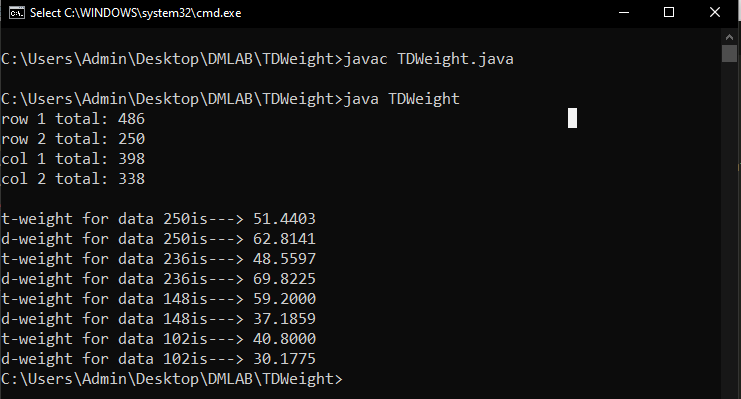 Select C:\WINDOWS\system32\cmd.exe
C:\Users\Admin\Desktop\DMLAB\TDWeight>javac TDWeight.java
C:\Users\Admin\Desktop\DMLAB\TDWeight>java TDWeight
row 1 total: 486
row 2 total: 250
col 1 total: 398
col 2 total: 338
t-weight for data 250is---> 51.4403
d-weight for data 250is---> 62.8141
t-weight for data 236is---> 48.5597
d-weight for data 236is---> 69.8225
t-weight for data 148is---> 59.2000
d-weight for data 148is---> 37.1859
t-weight for data 102is---> 40.8000
d-weight for data 102is---> 30.1775
C:\Users\Admin\Desktop\DMLAB\TDWeight>